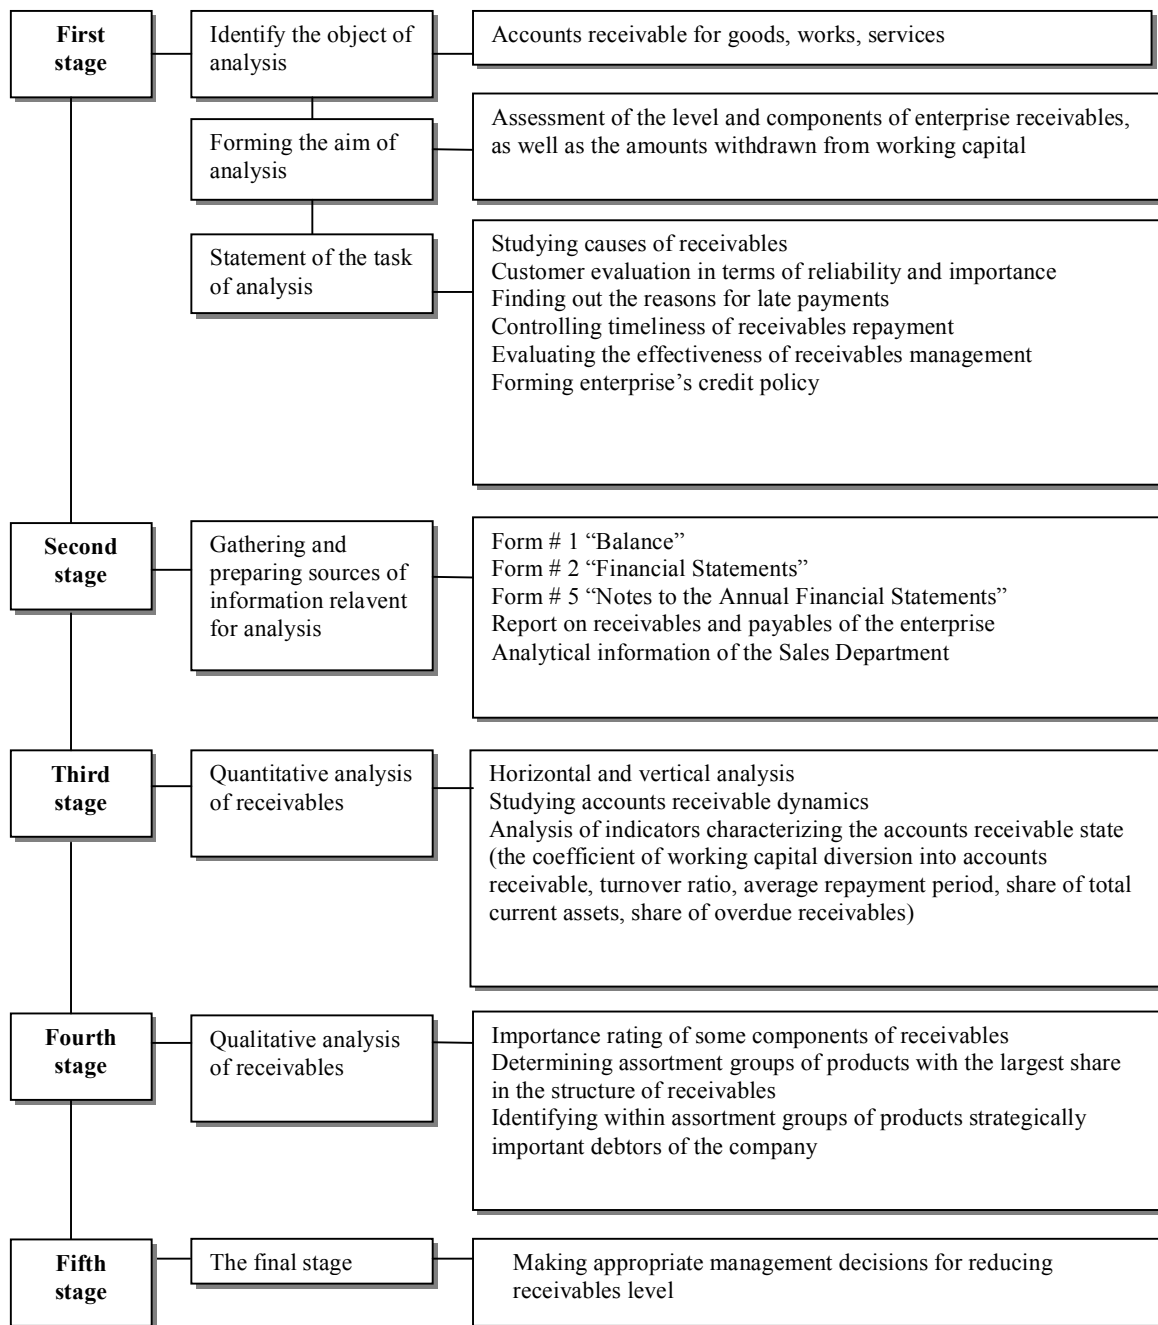 First
stage
Identify the object of
analysis
Accounts receivable for goods, works, services
Forming the aim of
analysis
Assessment of the level and components of enterprise receivables,
as well as the amounts withdrawn from working capital
Statement of the task
of analysis
Studying causes of receivables
Customer evaluation in terms of reliability and importance
Finding out the reasons for late payments
Controlling timeliness of receivables repayment
Evaluating the effectiveness of receivables management
Forming enterprise’s credit policy
Second
stage
Gathering and
preparing sources of
information relavent
for analysis
Form # 1 “Balance”
Form # 2 “Financial Statements”
Form # 5 “Notes to the Annual Financial Statements”
Report on receivables and payables of the enterprise
Analytical information of the Sales Department
Third
stage
Quantitative analysis
of receivables
Horizontal and vertical analysis
Studying accounts receivable dynamics
Analysis of indicators characterizing the accounts receivable state
(the coefficient of working capital diversion into accounts
receivable, turnover ratio, average repayment period, share of total
current assets, share of overdue receivables)
Fourth
stage
Qualitative analysis
of receivables
Importance rating of some components of receivables
Determining assortment groups of products with the largest share
in the structure of receivables
Identifying within assortment groups of products strategically
important debtors of the company
Fifth
stage
The final stage
Making appropriate management decisions for reducing
receivables level